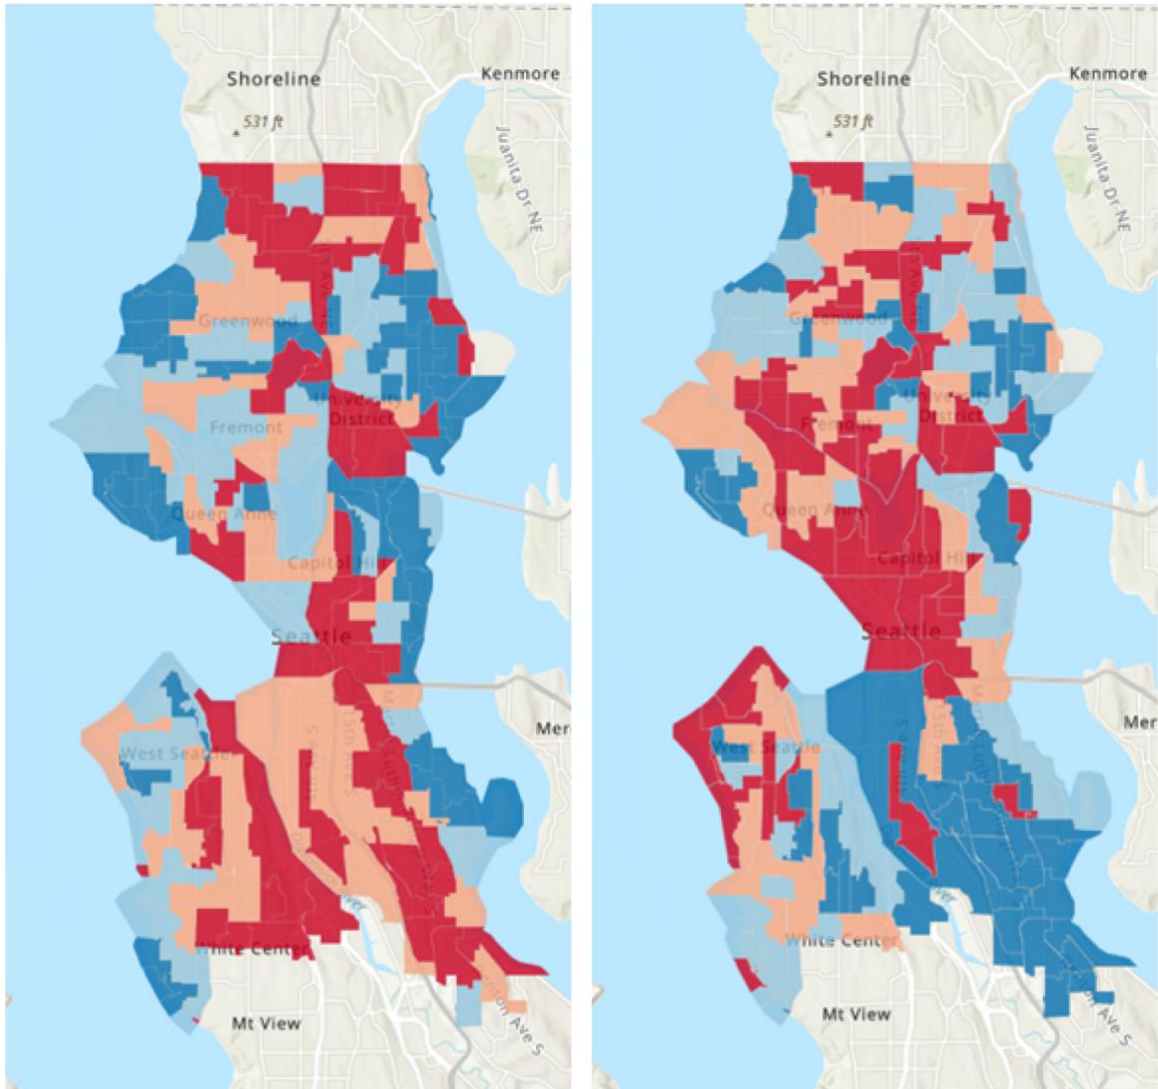 Shoreline
Kenmore
531 ft
Juanita Dr NE
Greenwood
University
District
Fremont
Queen Anne
Capitol Hill
Seattle
Mer
West Seattle
15th Ave S
White Center
Mt View
Shoreline
Kenmore
531 ft
Juanita Dr NE
Greenwood
University
District
Fremont
Queen Anne
Capitol Hill
Seattle
Mer
West Seattle
White Center
Mt View